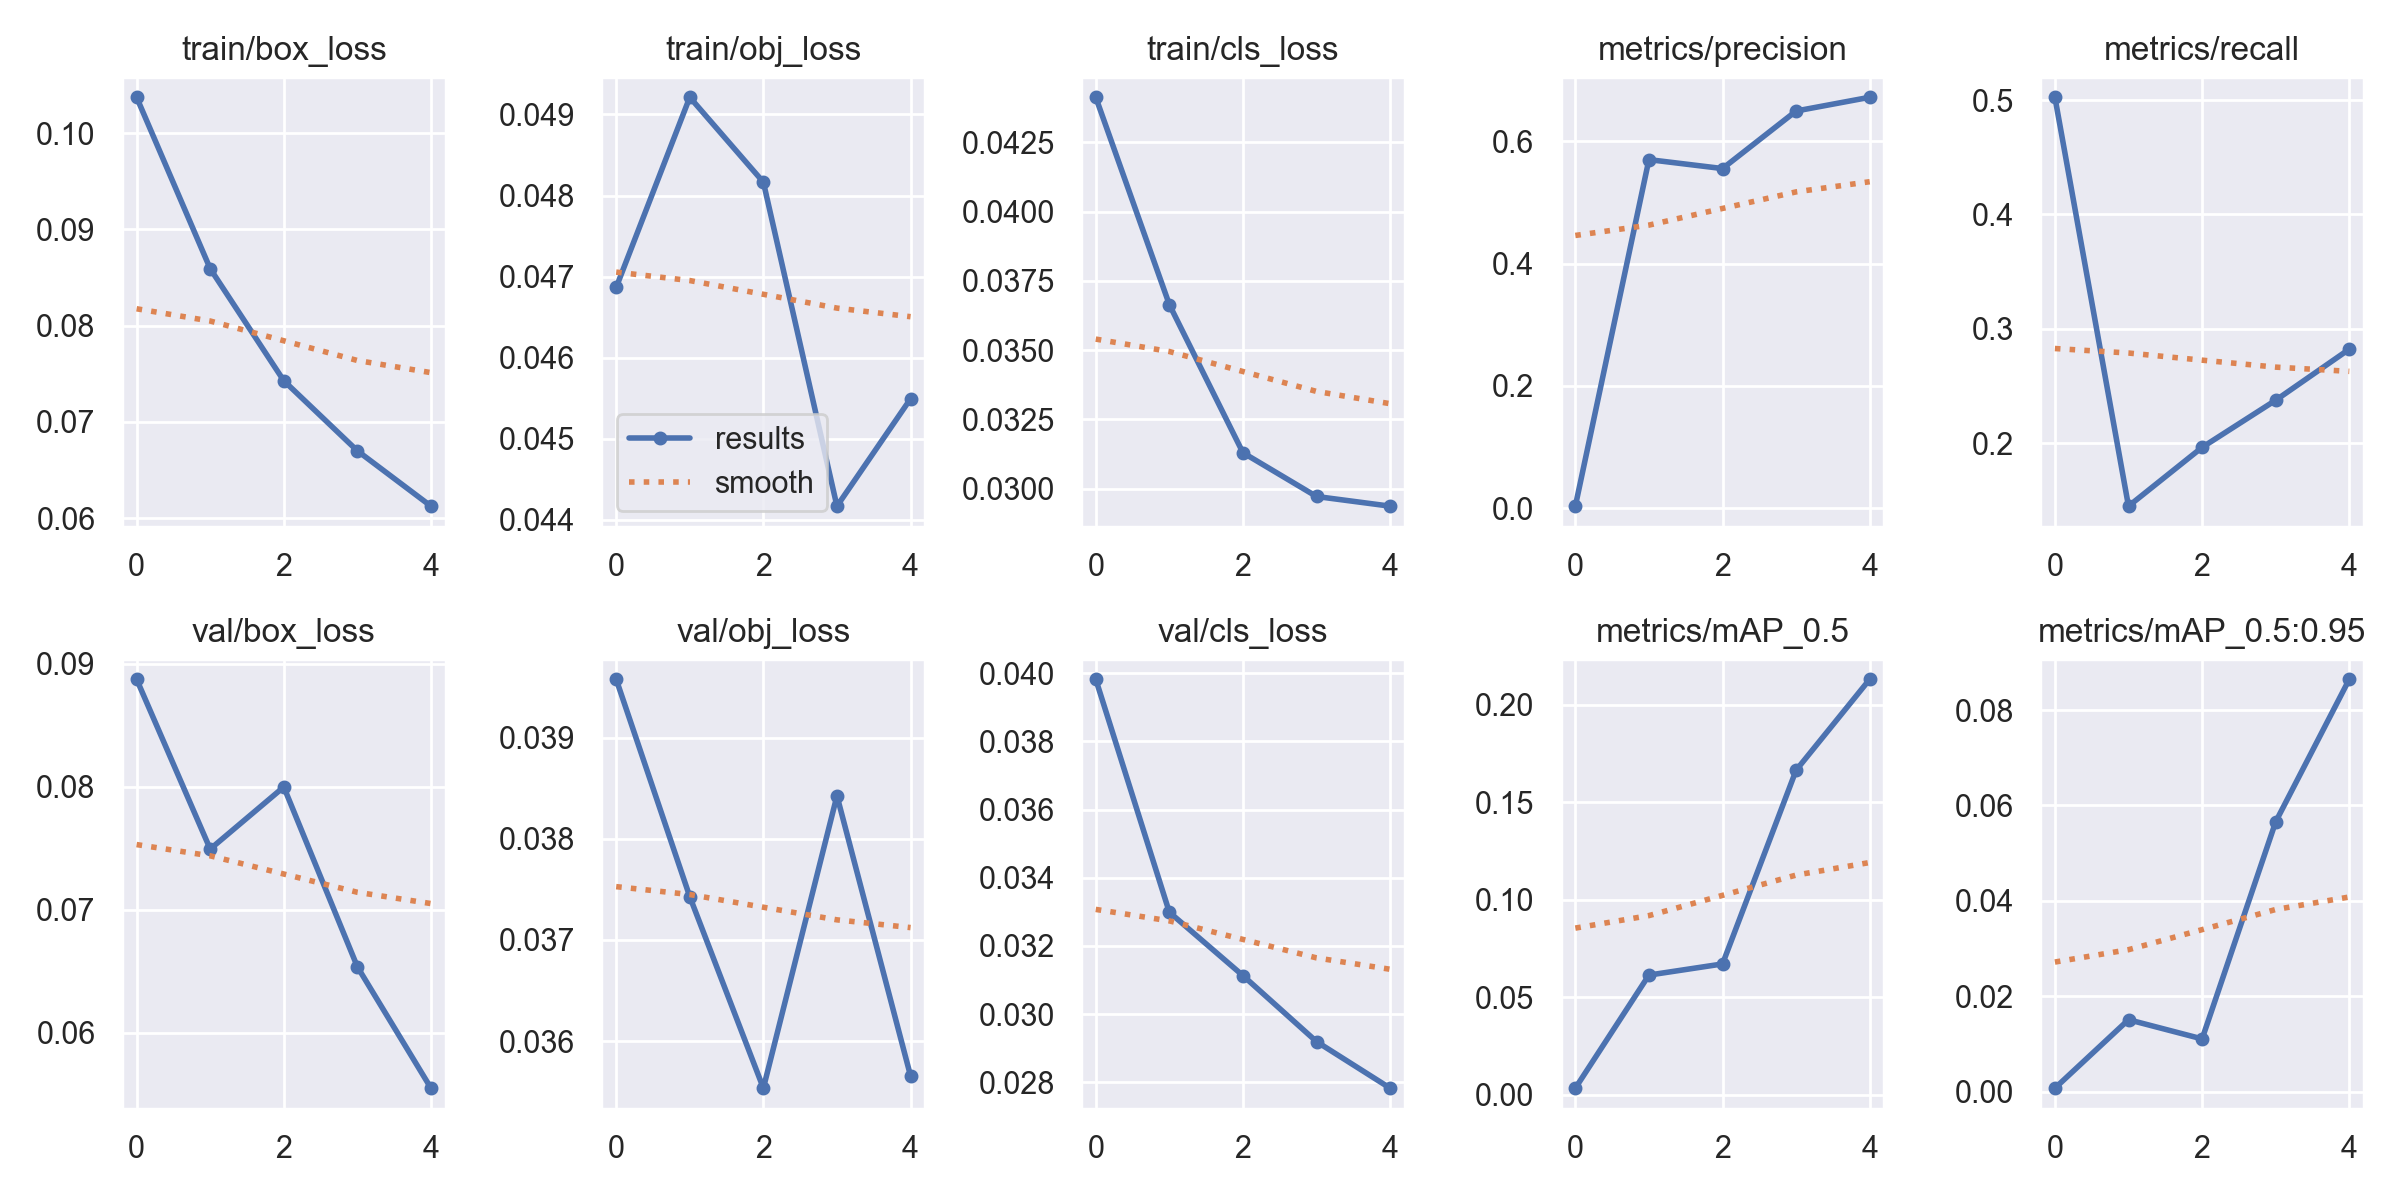 train/box_loss
0.10
0.09
0.08
0.07
0.06
0 2 4
train/obj_loss
0.049
0.048
0.047
0.046
0.045
0.044
results
smooth
0 2 4
train/cls_loss
0.0425
0.0400
0.0375
0.0350
0.0325
0.0300
0 2 4
metrics/precision
0.6
0.4
0.2
0.0
0 2 4
metrics/recall
0.5
0.4
0.3
0.2
0 2 4
val/box_loss
0.09
0.08
0.07
0.06
0 2 4
val/obj_loss
0.039
0.038
0.037
0.036
0 2 4
val/cls_loss
0.040
0.038
0.036
0.034
0.032
0.030
0.028
0 2 4
metrics/mAP_0.5
0.20
0.15
0.10
0.05
0.00
0 2 4
metrics/mAP_0.5:0.95
0.08
0.06
0.04
0.02
0.00
0 2 4